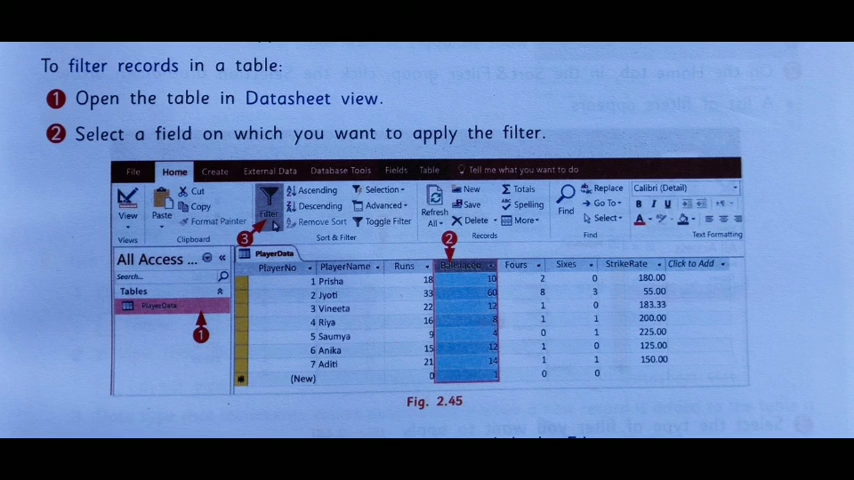 To filter records in a table:
1 Open the table in Datasheet view.
2 Select a field on which you want to apply the filter.
File Home Create External Data Database Tools Fields Table Tell me what you want to do
View Paste Cut Copy Format Painter Filter Ascending Descending Remove Sort Selection Advanced Toggle Filter Refresh All New Save Delete Totals Spelling More Find Replace Go To Select Calibri (Detail) B I U
Views Clipboard Sort & Filter Records Find Text Formatting
3 2
All Access ... «
Search...
Tables
PlayerData
1
PlayerData
PlayerNo PlayerName Runs Fours Sixes StrikeRate Click to Add
1 Prisha 18 10 2 0 180.00
2 Jyoti 33 60 8 3 55.00
3 Vineeta 22 12 1 0 183.33
4 Riya 16 8 1 1 200.00
5 Saumya 9 4 0 1 225.00
6 Anika 15 12 1 0 125.00
7 Aditi 21 14 1 1 150.00
(New) 0 1 0 0
Fig. 2.45